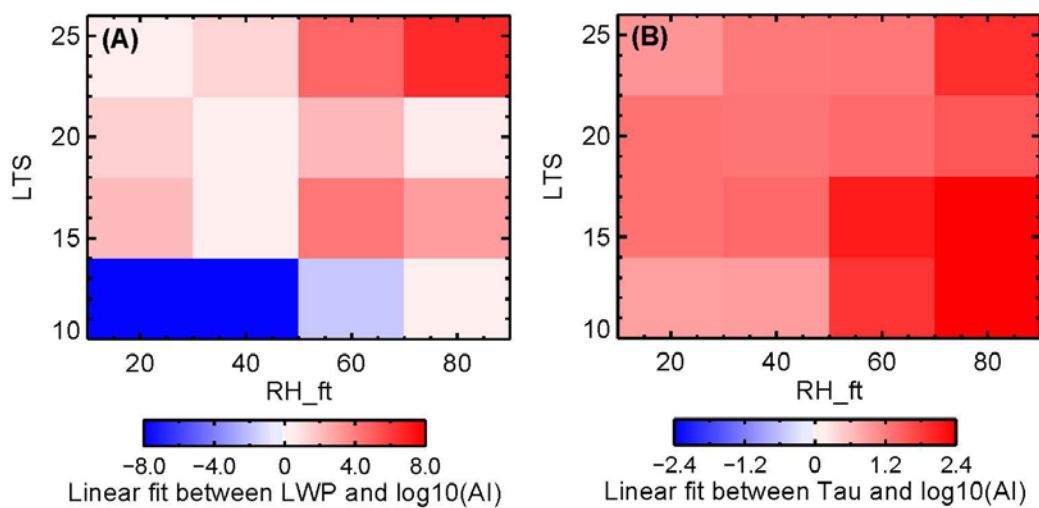 (A)
25
20
15
10
LTS
20 40 60 80
RH_ft
−8.0 −4.0 0 4.0 8.0
Linear fit between LWP and log10(AI)
(B)
25
20
15
10
LTS
20 40 60 80
RH_ft
−2.4 −1.2 0 1.2 2.4
Linear fit between Tau and log10(AI)